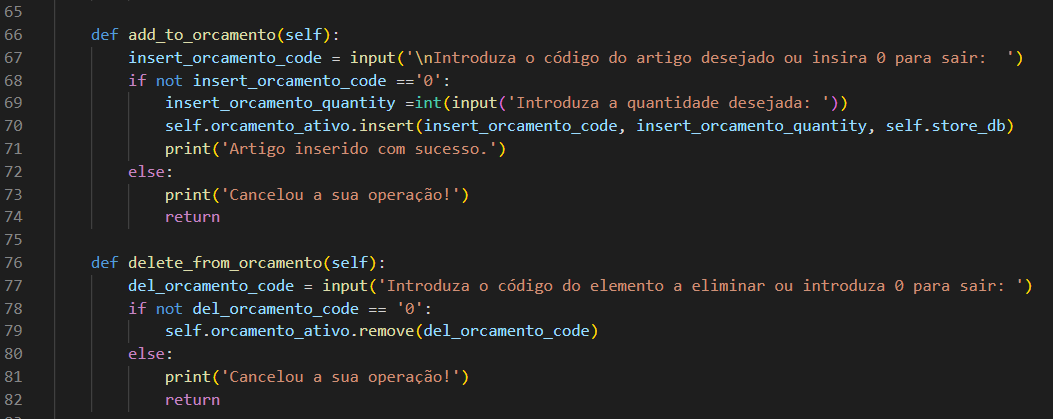 65
66 def add_to_orcamento(self):
67 insert_orcamento_code = input('\nIntroduza o código do artigo desejado ou insira 0 para sair:  ')
68 if not insert_orcamento_code =='0':
69 insert_orcamento_quantity =int(input('Introduza a quantidade desejada: '))
70 self.orcamento_ativo.insert(insert_orcamento_code, insert_orcamento_quantity, self.store_db)
71 print('Artigo inserido com sucesso.')
72 else:
73 print('Cancelou a sua operação!')
74 return
75
76 def delete_from_orcamento(self):
77 del_orcamento_code = input('Introduza o código do elemento a eliminar ou introduza 0 para sair: ')
78 if not del_orcamento_code == '0':
79 self.orcamento_ativo.remove(del_orcamento_code)
80 else:
81 print('Cancelou a sua operação!')
82 return